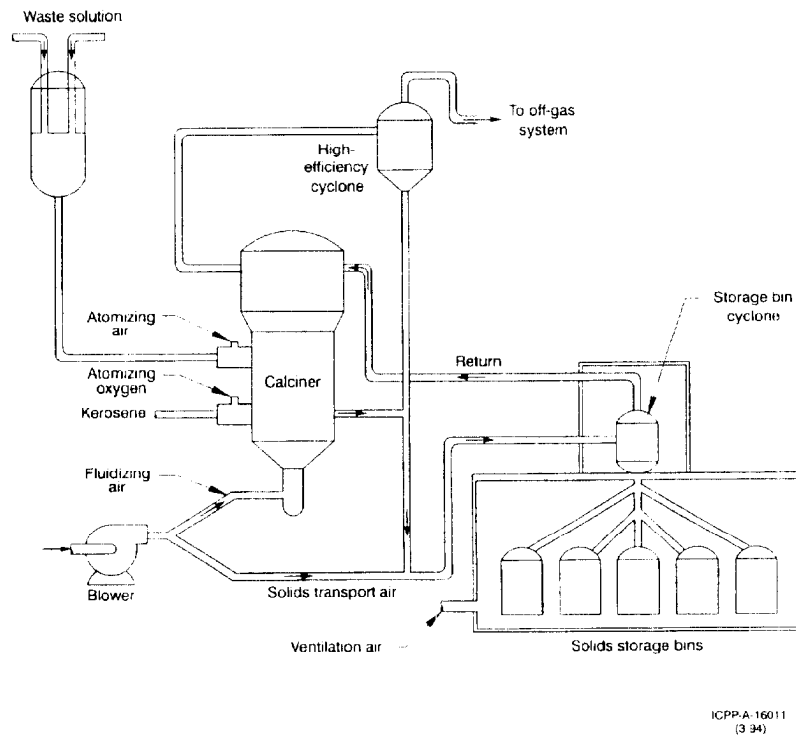 Waste solution
To off-gas
system
High-
efficiency
cyclone
Storage bin
cyclone
Atomizing
air
Return
Atomizing
oxygen
Calciner
Kerosene
Fluidizing
air
Blower
Solids transport air
Ventilation air
Solids storage bins
ICPP-A-16011
(3 94)